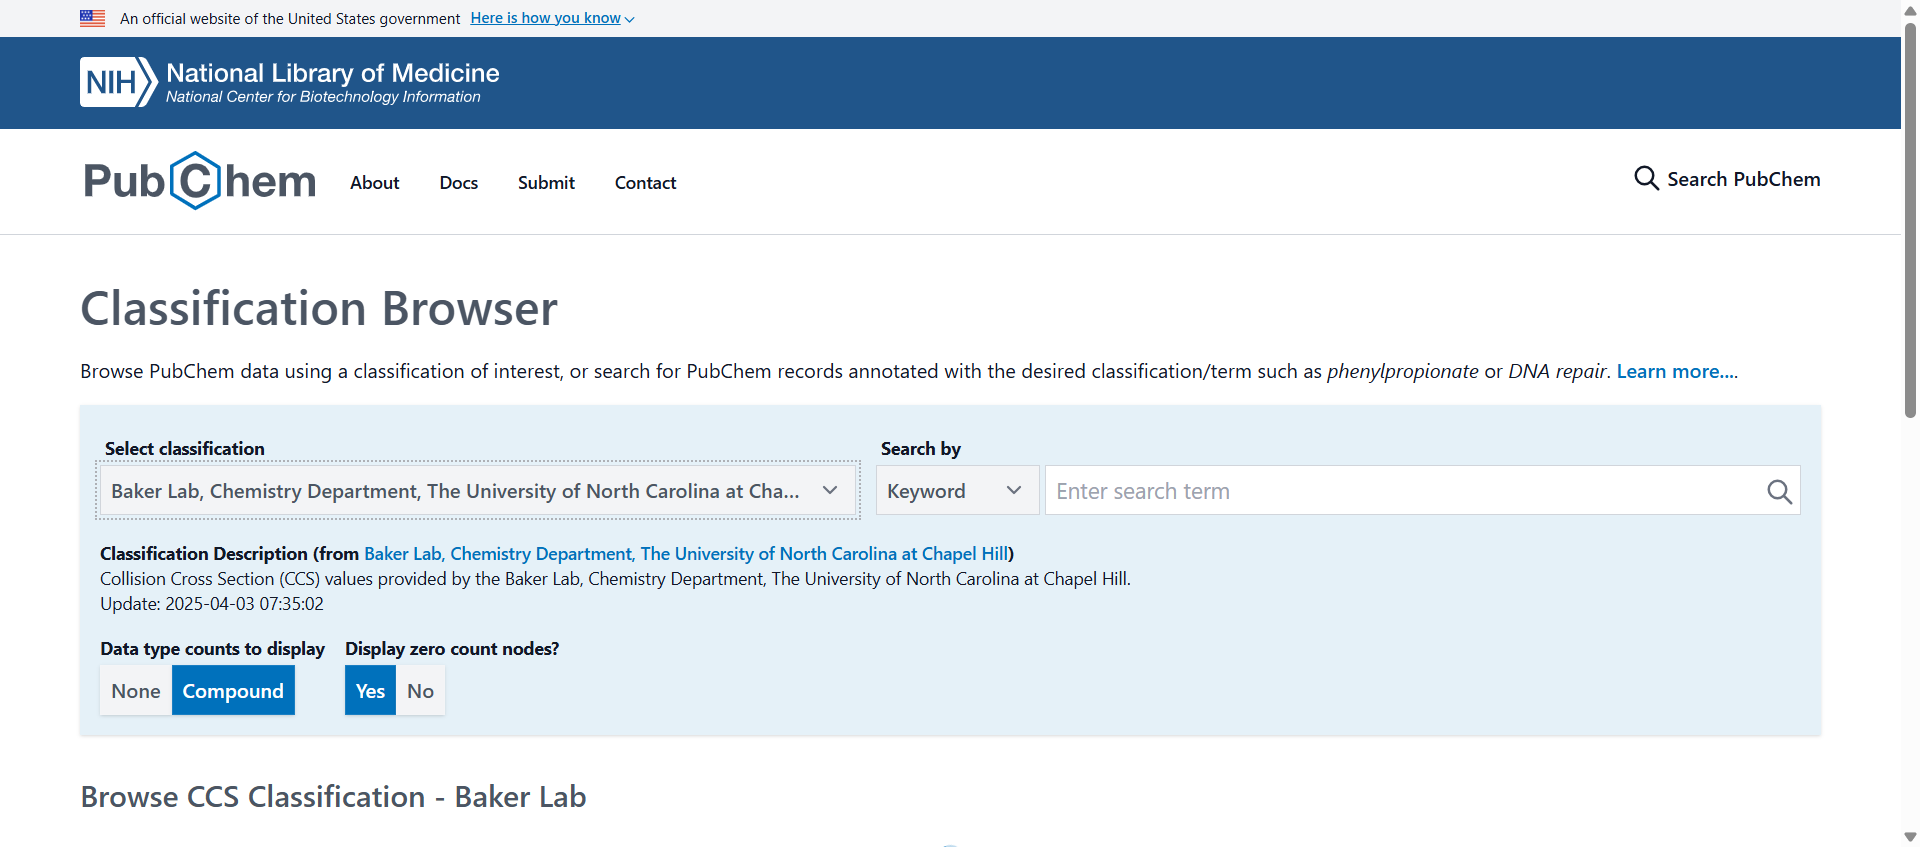 An official website of the United States government Here is how you know
NIH National Library of Medicine
National Center for Biotechnology Information
PubChem About Docs Submit Contact Search PubChem
Classification Browser
Browse PubChem data using a classification of interest, or search for PubChem records annotated with the desired classification/term such as phenylpropionate or DNA repair. Learn more....
Select classification Search by
Baker Lab, Chemistry Department, The University of North Carolina at Cha... Keyword Enter search term
Classification Description (from Baker Lab, Chemistry Department, The University of North Carolina at Chapel Hill)
Collision Cross Section (CCS) values provided by the Baker Lab, Chemistry Department, The University of North Carolina at Chapel Hill.
Update: 2025-04-03 07:35:02
Data type counts to display Display zero count nodes?
None Compound Yes No
Browse CCS Classification - Baker Lab